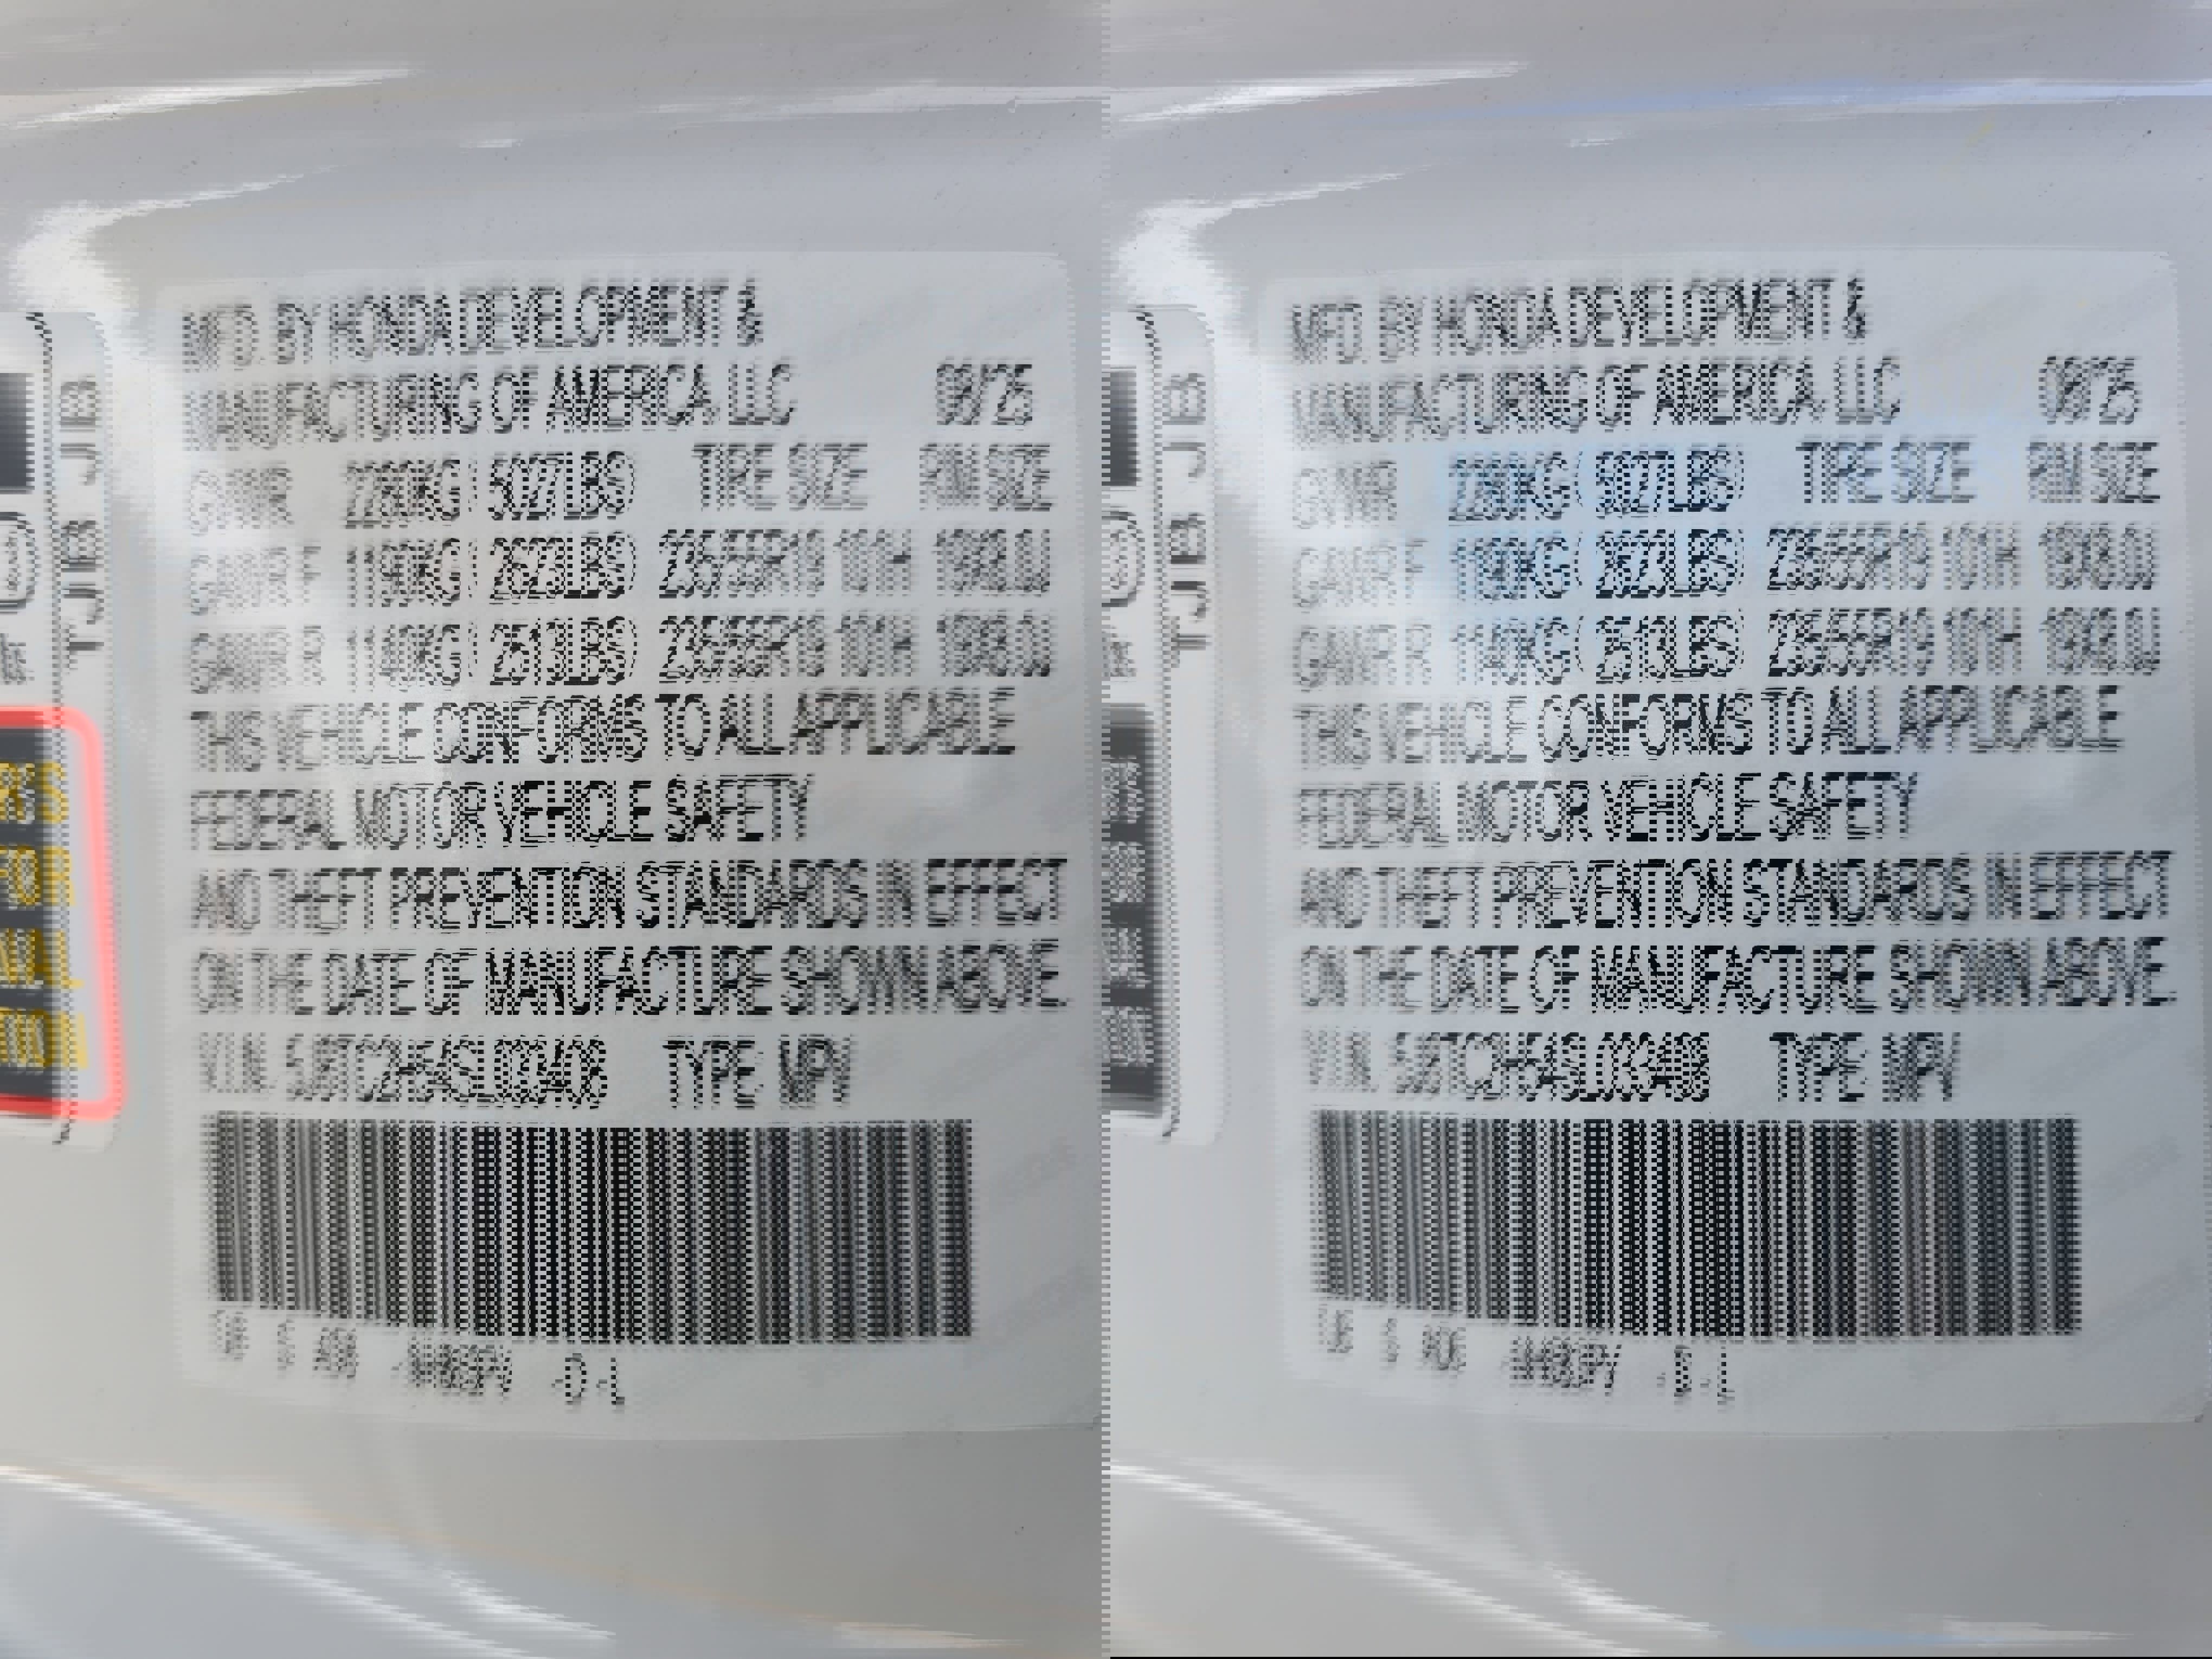 MFD. BY HONDA DEVELOPMENT &
MANUFACTURING OF AMERICA, LLC
GVWR 2280KG ( 5027LBS) TIRE SIZE RIM SIZE
GAWR F 1190KG ( 2623LBS) 235/55R19 101H 19X8.0J
GAWR R 1140KG ( 2513LBS) 235/55R19 101H 19X8.0J
THIS VEHICLE CONFORMS TO ALL APPLICABLE
FEDERAL MOTOR VEHICLE SAFETY
AND THEFT PREVENTION STANDARDS IN EFFECT
ON THE DATE OF MANUFACTURE SHOWN ABOVE.
V.I.N. TYPE: MPV
-D -L
TJB JB
FOR
MFD. BY HONDA DEVELOPMENT &
MANUFACTURING OF AMERICA, LLC
GVWR 2280KG ( 5027LBS) TIRE SIZE RIM SIZE
GAWR F 1190KG ( 2623LBS) 235/55R19 101H 19X8.0J
GAWR R 1140KG ( 2513LBS) 235/55R19 101H 19X8.0J
THIS VEHICLE CONFORMS TO ALL APPLICABLE
FEDERAL MOTOR VEHICLE SAFETY
AND THEFT PREVENTION STANDARDS IN EFFECT
ON THE DATE OF MANUFACTURE SHOWN ABOVE.
V.I.N. TYPE: MPV
-D -L
TJB JB